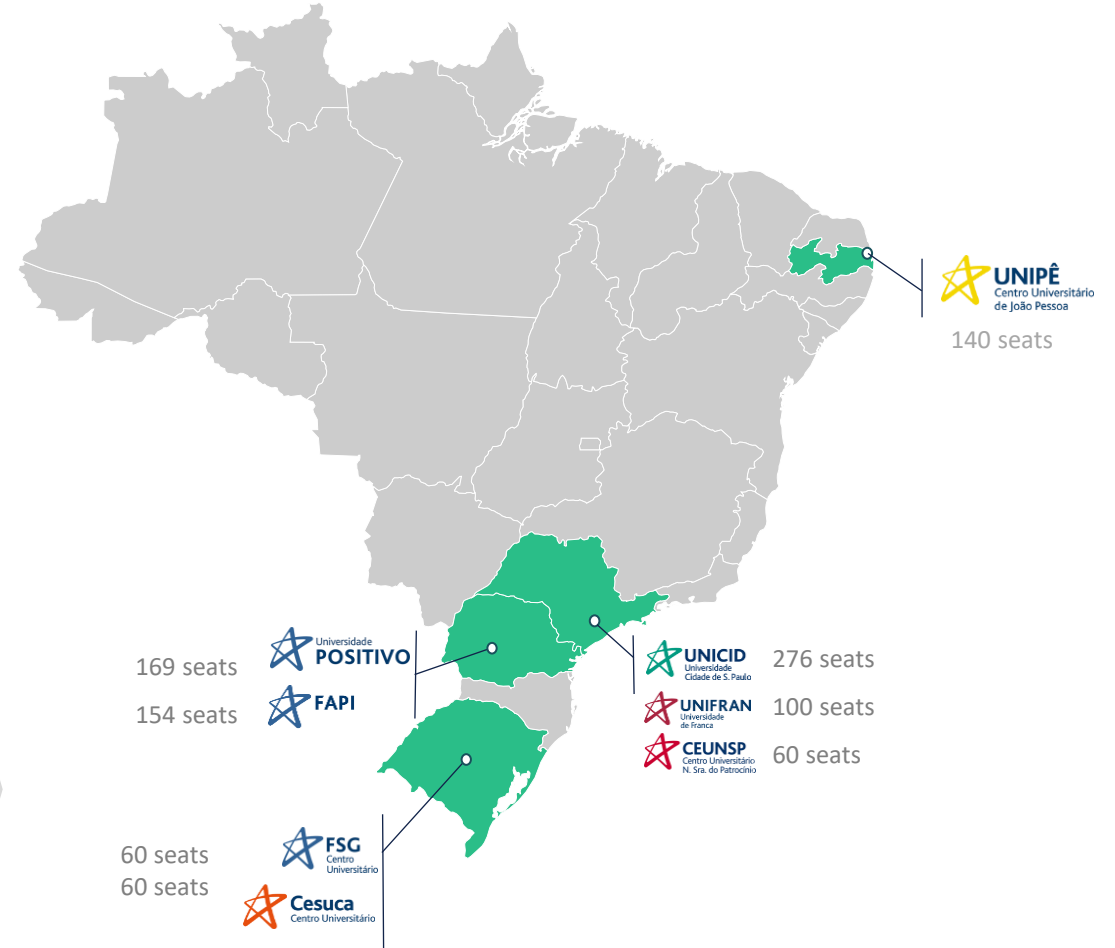 UNIPÊ
Centro Universitário
de João Pessoa
140 seats
169 seats
Universidade
POSITIVO
154 seats
FAPI
UNICID
Universidade
Cidade de S. Paulo
276 seats
UNIFRAN
Universidade
de Franca
100 seats
CEUNSP
Centro Universitário
N. Sra. do Patrocínio
60 seats
60 seats
FSG
Centro
Universitário
60 seats
Cesuca
Centro Universitário